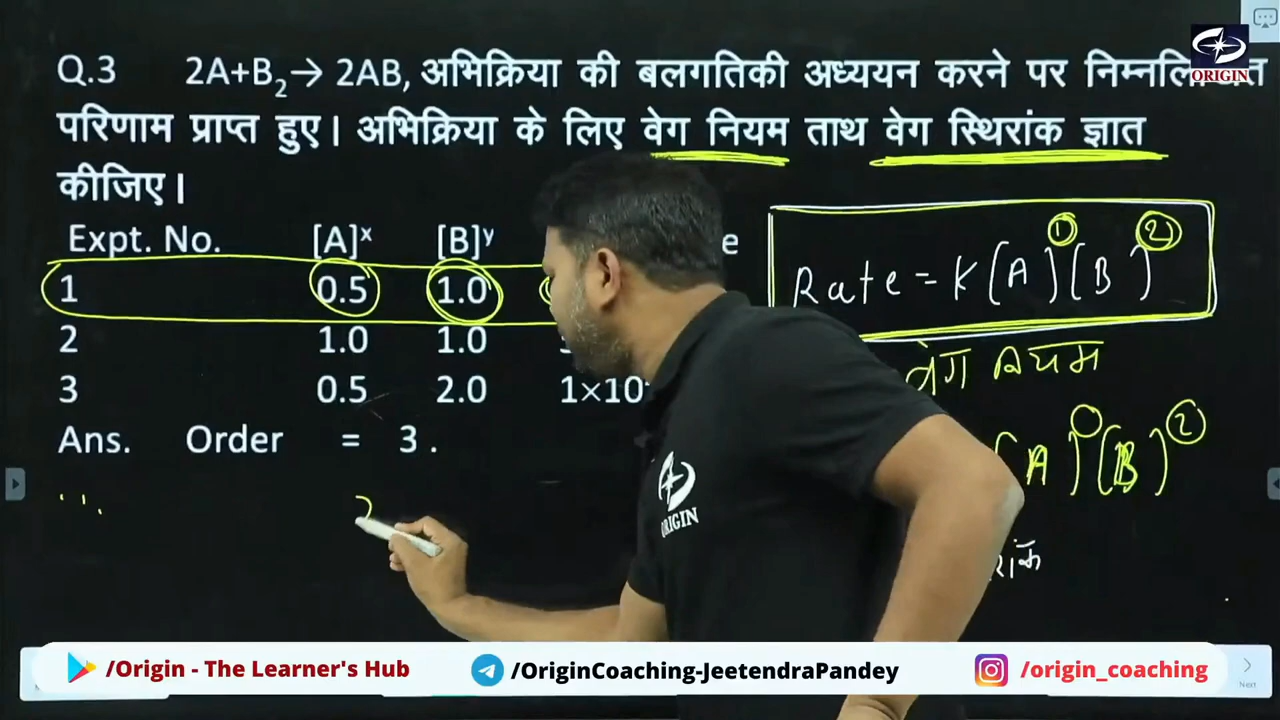 ORIGIN
Q.3 2A+B₂→ 2AB, अभिक्रिया की बलगतिकी अध्ययन करने पर
परिणाम प्राप्त हुए। अभिक्रिया के लिए वेग नियम ताथ वेग स्थिरांक ज्ञात
कीजिए।
Expt. No. [A]ˣ [B]ʸ
1 0.5 1.0
2 1.0 1.0
3 0.5 2.0 1×10
Ans. Order = 3.
Rate = K[A]¹[B]²
वेग नियम
[A] [B]²
ORIGIN
/Origin - The Learner's Hub
/OriginCoaching-JeetendraPandey
/origin_coaching
Next